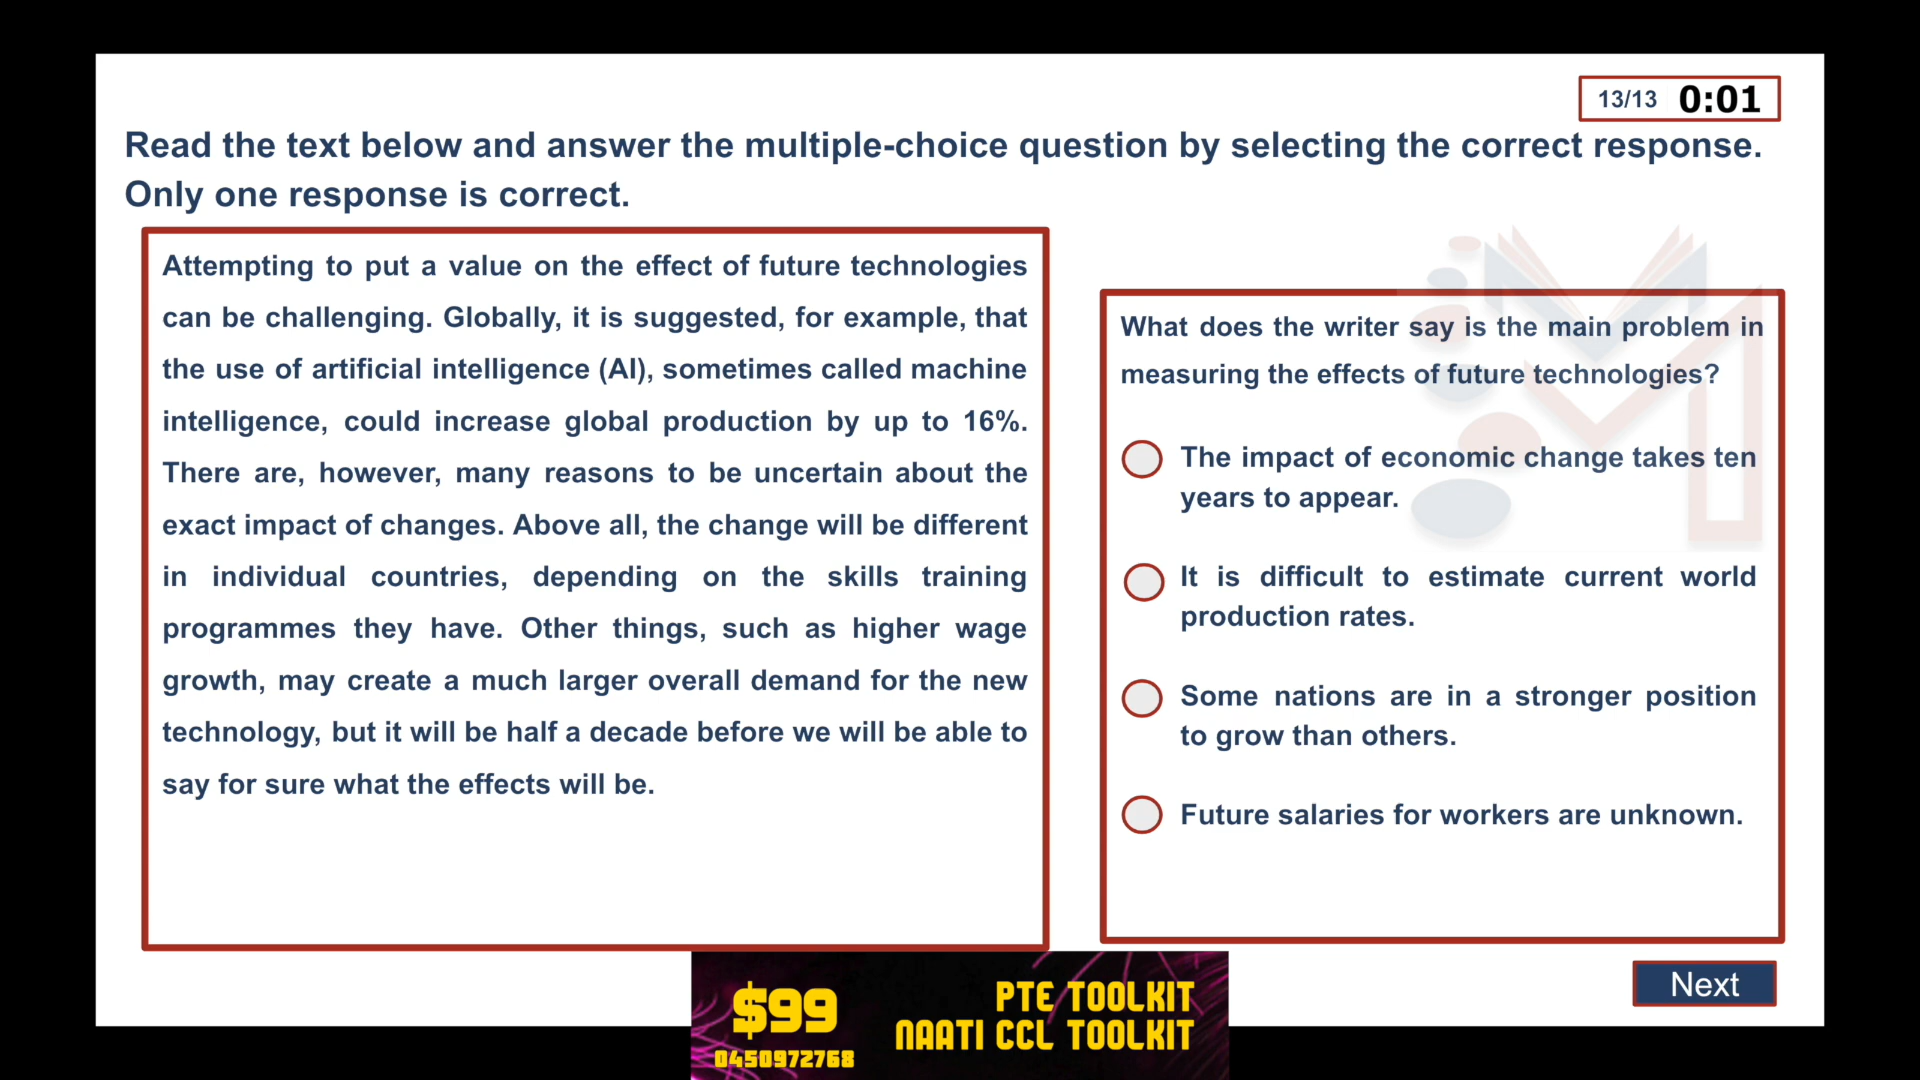 13/13 0:01
Read the text below and answer the multiple-choice question by selecting the correct response.
Only one response is correct.
Attempting to put a value on the effect of future technologies
can be challenging. Globally, it is suggested, for example, that
the use of artificial intelligence (AI), sometimes called machine
intelligence, could increase global production by up to 16%.
There are, however, many reasons to be uncertain about the
exact impact of changes. Above all, the change will be different
in individual countries, depending on the skills training
programmes they have. Other things, such as higher wage
growth, may create a much larger overall demand for the new
technology, but it will be half a decade before we will be able to
say for sure what the effects will be.
What does the writer say is the main problem in
measuring the effects of future technologies?
The impact of economic change takes ten
years to appear.
It is difficult to estimate current world
production rates.
Some nations are in a stronger position
to grow than others.
Future salaries for workers are unknown.
Next
$99
0450972768
PTE TOOLKIT
NAATI CCL TOOLKIT